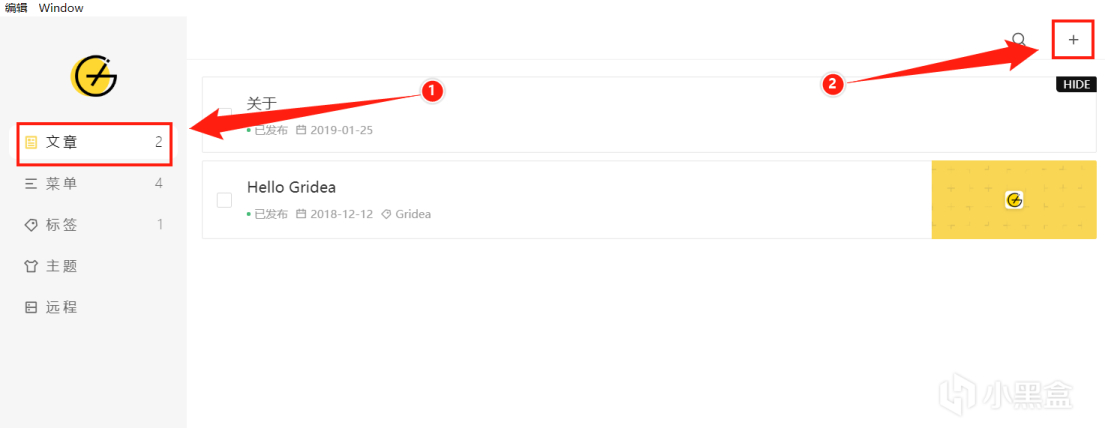 编辑 Window
文章 2
菜单 4
标签 1
主题
远程
1
2
+
HIDE
关于
已发布 2019-01-25
Hello Gridea
已发布 2018-12-12 Gridea
小黑盒